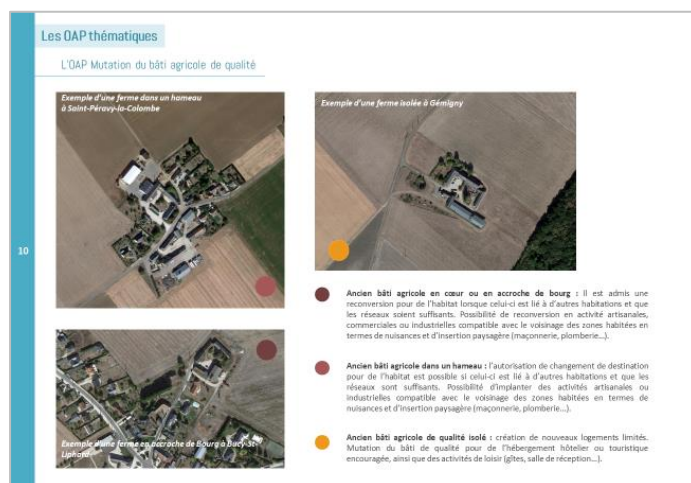 Les OAP thématiques
L'OAP Mutation du bâti agricole de qualité
Exemple d'une ferme dans un hameau
à Saint-Péravy-la-Colombe
Exemple d'une ferme isolée à Gémigny
10
Ancien bâti agricole en cœur ou en accroche de bourg : Il est admis une
reconversion pour de l'habitat lorsque celui-ci est lié à d'autres habitations et que
les réseaux soient suffisants. Possibilité de reconversion en activité artisanales,
commerciales ou industrielles compatible avec le voisinage des zones habitées en
termes de nuisances et d'insertion paysagère (maçonnerie, plomberie...).
Exemple d'une ferme en accroche de Bourg à Bucy-St-
Liphard
Ancien bâti agricole dans un hameau : l'autorisation de changement de destination
pour de l'habitat est possible si celui-ci est lié à d'autres habitations et que les
réseaux sont suffisants. Possibilité d'implanter des activités artisanales ou
industrielles compatible avec le voisinage des zones habitées en termes de
nuisances et d'insertion paysagère (maçonnerie, plomberie...).
Ancien bâti agricole de qualité isolé : création de nouveaux logements limités.
Mutation du bâti de qualité pour de l'hébergement hôtelier ou touristique
encouragée, ainsi que des activités de loisir (gîtes, salle de réception...).